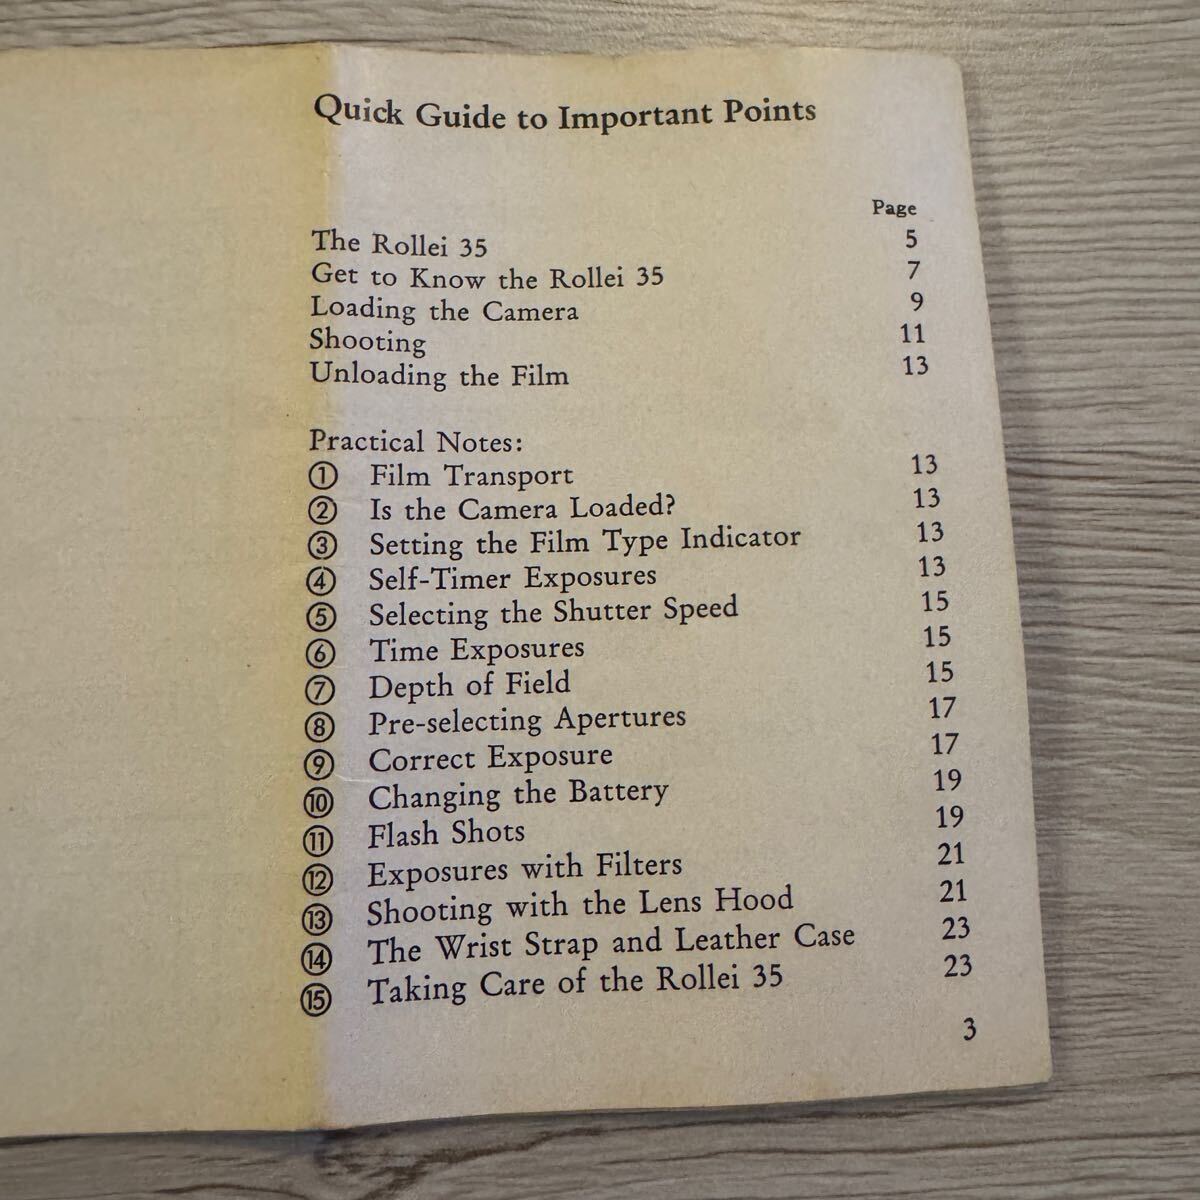 Quick Guide to Important Points
Page
The Rollei 35 5
Get to Know the Rollei 35 7
Loading the Camera 9
Shooting 11
Unloading the Film 13
Practical Notes:
① Film Transport 13
② Is the Camera Loaded? 13
③ Setting the Film Type Indicator 13
④ Self-Timer Exposures 13
⑤ Selecting the Shutter Speed 15
⑥ Time Exposures 15
⑦ Depth of Field 15
⑧ Pre-selecting Apertures 17
⑨ Correct Exposure 17
⑩ Changing the Battery 19
⑪ Flash Shots 19
⑫ Exposures with Filters 21
⑬ Shooting with the Lens Hood 21
⑭ The Wrist Strap and Leather Case 23
⑮ Taking Care of the Rollei 35 23
3